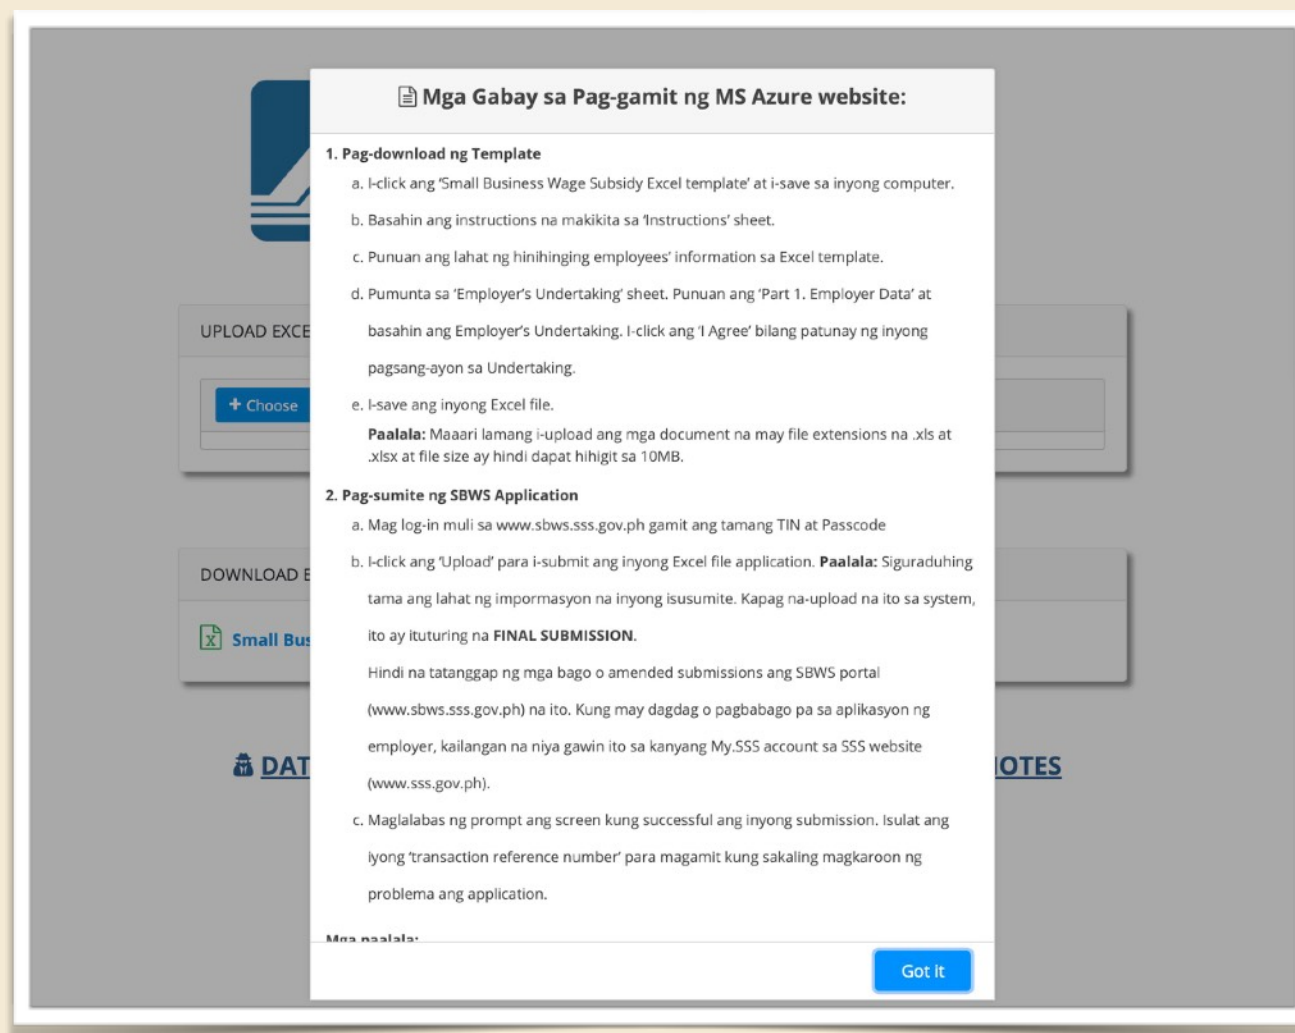 Mga Gabay sa Pag-gamit ng MS Azure website:
1. Pag-download ng Template
a. I-click ang ‘Small Business Wage Subsidy Excel template’ at i-save sa inyong computer.
b. Basahin ang instructions na makikita sa ‘Instructions’ sheet.
c. Punuan ang lahat ng hinihinging employees’ information sa Excel template.
d. Pumunta sa ‘Employer’s Undertaking’ sheet. Punuan ang ‘Part 1. Employer Data’ at
basahin ang Employer’s Undertaking. I-click ang ‘I Agree’ bilang patunay ng inyong
pagsang-ayon sa Undertaking.
e. I-save ang inyong Excel file.
Paalala: Maaari lamang i-upload ang mga document na may file extensions na .xls at
.xlsx at file size ay hindi dapat hihigit sa 10MB.
2. Pag-sumite ng SBWS Application
a. Mag log-in muli sa www.sbws.sss.gov.ph gamit ang tamang TIN at Passcode
b. I-click ang ‘Upload’ para i-submit ang inyong Excel file application. Paalala: Siguraduhing
tama ang lahat ng impormasyon na inyong isusumite. Kapag na-upload na ito sa system,
ito ay ituturing na FINAL SUBMISSION.
Hindi na tatanggap ng mga bago o amended submissions ang SBWS portal
(www.sbws.sss.gov.ph) na ito. Kung may dagdag o pagbabago pa sa aplikasyon ng
employer, kailangan na niya gawin ito sa kanyang My.SSS account sa SSS website
(www.sss.gov.ph).
c. Maglalabas ng prompt ang screen kung successful ang inyong submission. Isulat ang
iyong ‘transaction reference number’ para magamit kung sakaling magkaroon ng
problema ang application.
Mga paalala:
Got it
UPLOAD EXCE
+ Choose
DOWNLOAD E
Small Bus
DAT
OTES